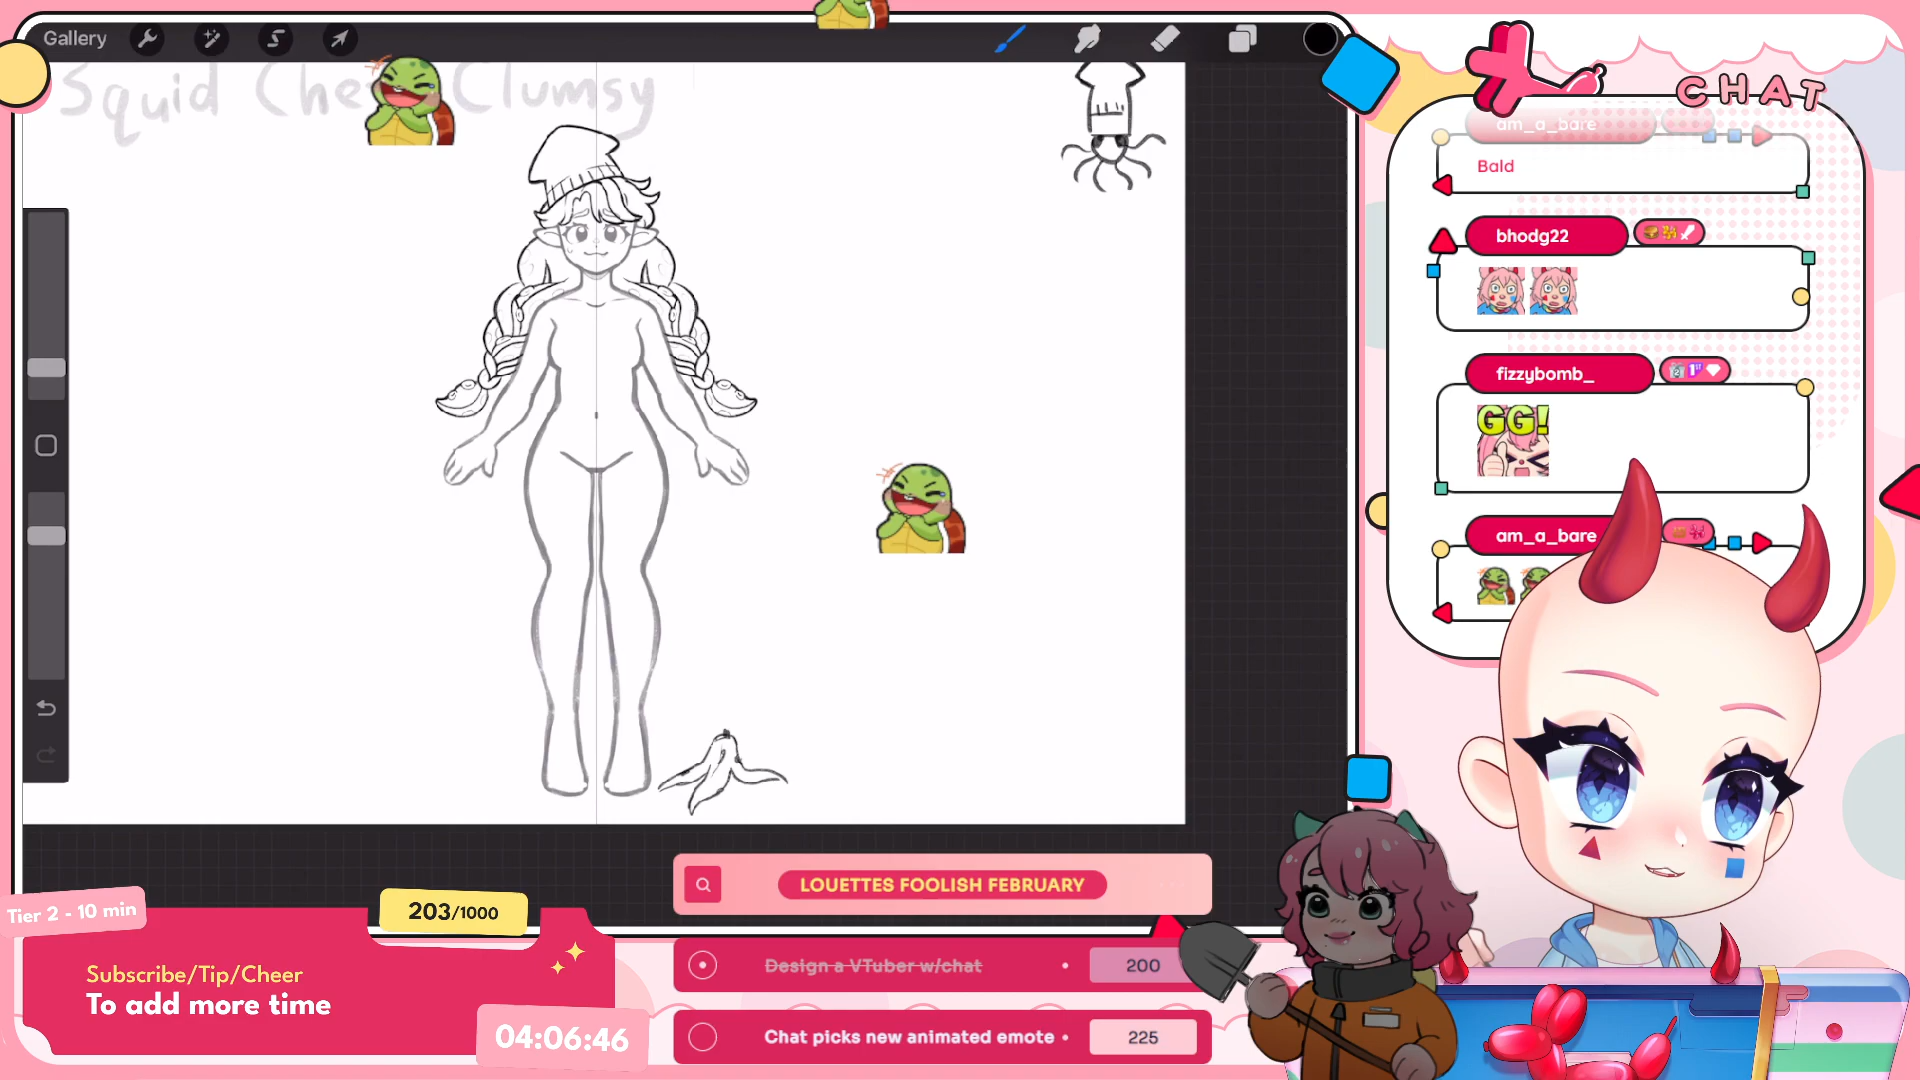 Gallery
Squid Chef Clumsy
CHAT
am_a_bare
Bald
bhodg22
fizzybomb_
GG!
am_a_bare
LOUETTES FOOLISH FEBRUARY
Tier 2 - 10 min
203/1000
Subscribe/Tip/Cheer
To add more time
04:06:46
Design a VTuber w/chat • 200
Chat picks new animated emote • 225